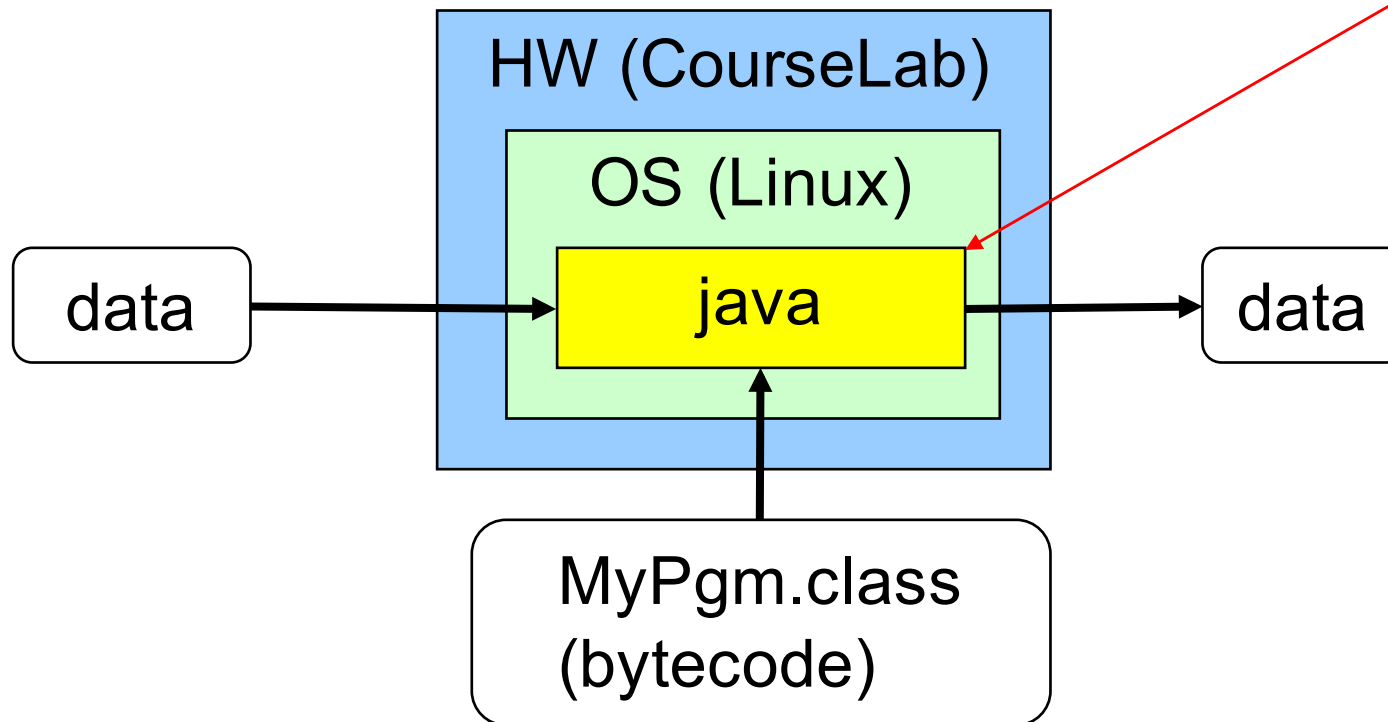 HW (CourseLab)
OS (Linux)
data
java
data
MyPgm.class
(bytecode)